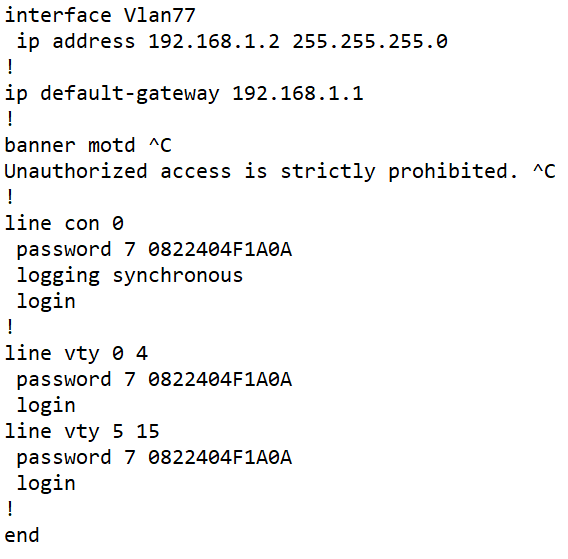 interface Vlan77
 ip address 192.168.1.2 255.255.255.0
!
ip default-gateway 192.168.1.1
!
banner motd ^C
Unauthorized access is strictly prohibited. ^C
!
line con 0
 password 7 0822404F1A0A
 logging synchronous
 login
!
line vty 0 4
 password 7 0822404F1A0A
 login
line vty 5 15
 password 7 0822404F1A0A
 login
!
end